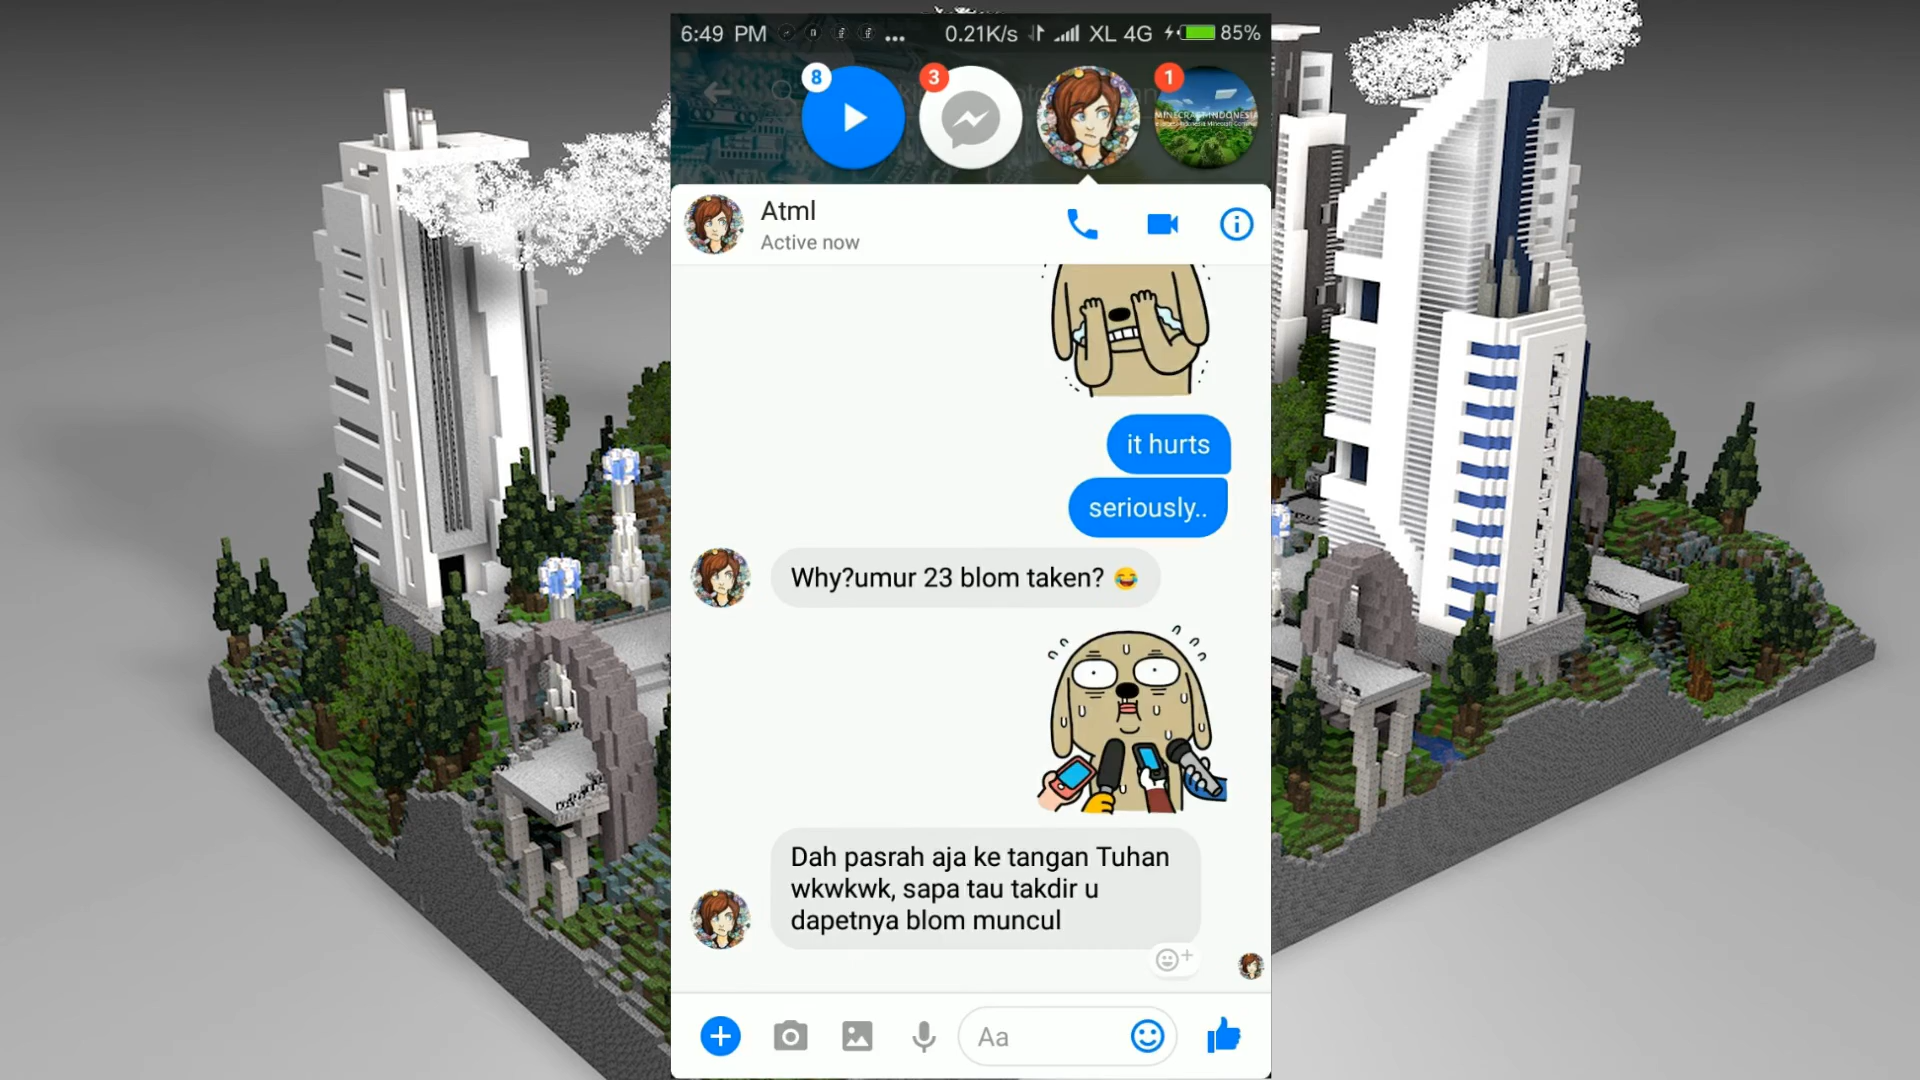 6:49 PM
0.21K/s
XL 4G
85%
8
3
1
MINECRAFT INDONESIA
Atml
Active now
it hurts
seriously..
Why?umur 23 blom taken? 😂
Dah pasrah aja ke tangan Tuhan
wkwkwk, sapa tau takdir u
dapetnya blom muncul
Aa